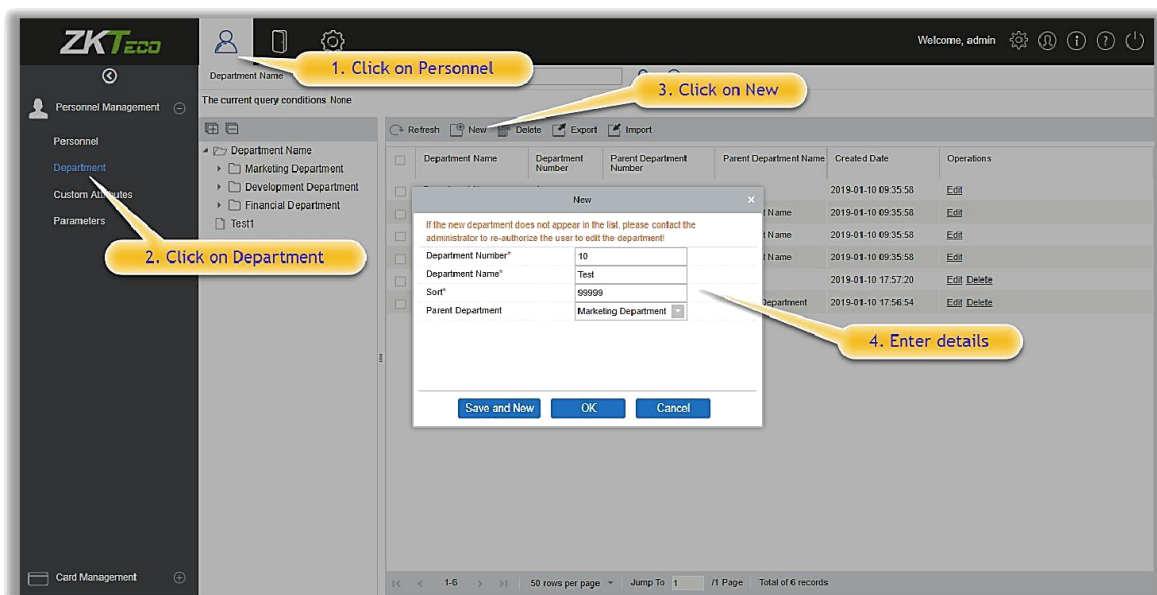 ZKTeco
Welcome, admin
1. Click on Personnel
Department Name
3. Click on New
Personnel Management
The current query conditions None
Refresh New Delete Export Import
Personnel
Department
Custom Attributes
Parameters
2. Click on Department
Department Name
Marketing Department
Development Department
Financial Department
Test1
Department Name Department Number Parent Department Number Parent Department Name Created Date Operations
2019-01-10 09:35:58 Edit
t Name 2019-01-10 09:35:58 Edit
t Name 2019-01-10 09:35:58 Edit
t Name 2019-01-10 09:35:58 Edit
2019-01-10 17:57:20 Edit Delete
Department 2019-01-10 17:56:54 Edit Delete
New
If the new department does not appear in the list, please contact the
administrator to re-authorize the user to edit the department!
Department Number* 10
Department Name* Test
Sort* 99999
Parent Department Marketing Department
4. Enter details
Save and New OK Cancel
Card Management
1-6 50 rows per page Jump To 1 /1 Page Total of 6 records